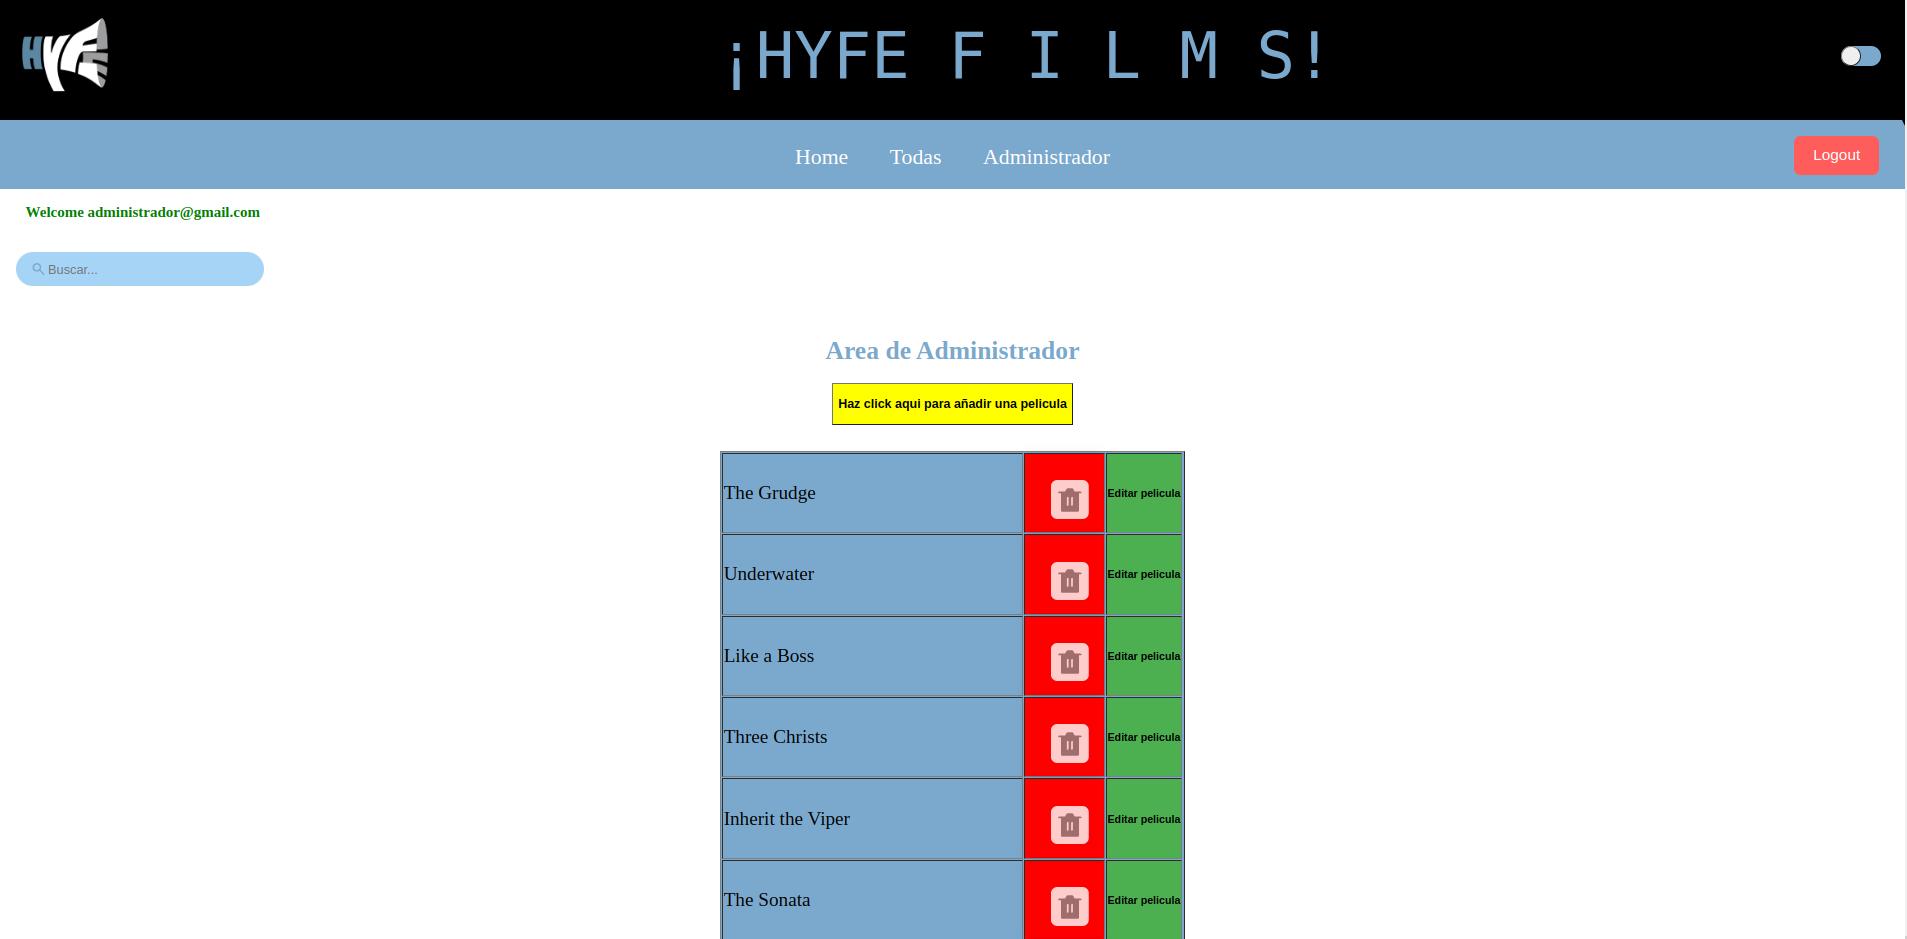 HYFE
¡HYFE F I L M S!
Home Todas Administrador
Logout
Welcome administrador@gmail.com
Buscar...
Area de Administrador
Haz click aqui para añadir una pelicula
The Grudge Editar pelicula
Underwater Editar pelicula
Like a Boss Editar pelicula
Three Christs Editar pelicula
Inherit the Viper Editar pelicula
The Sonata Editar pelicula